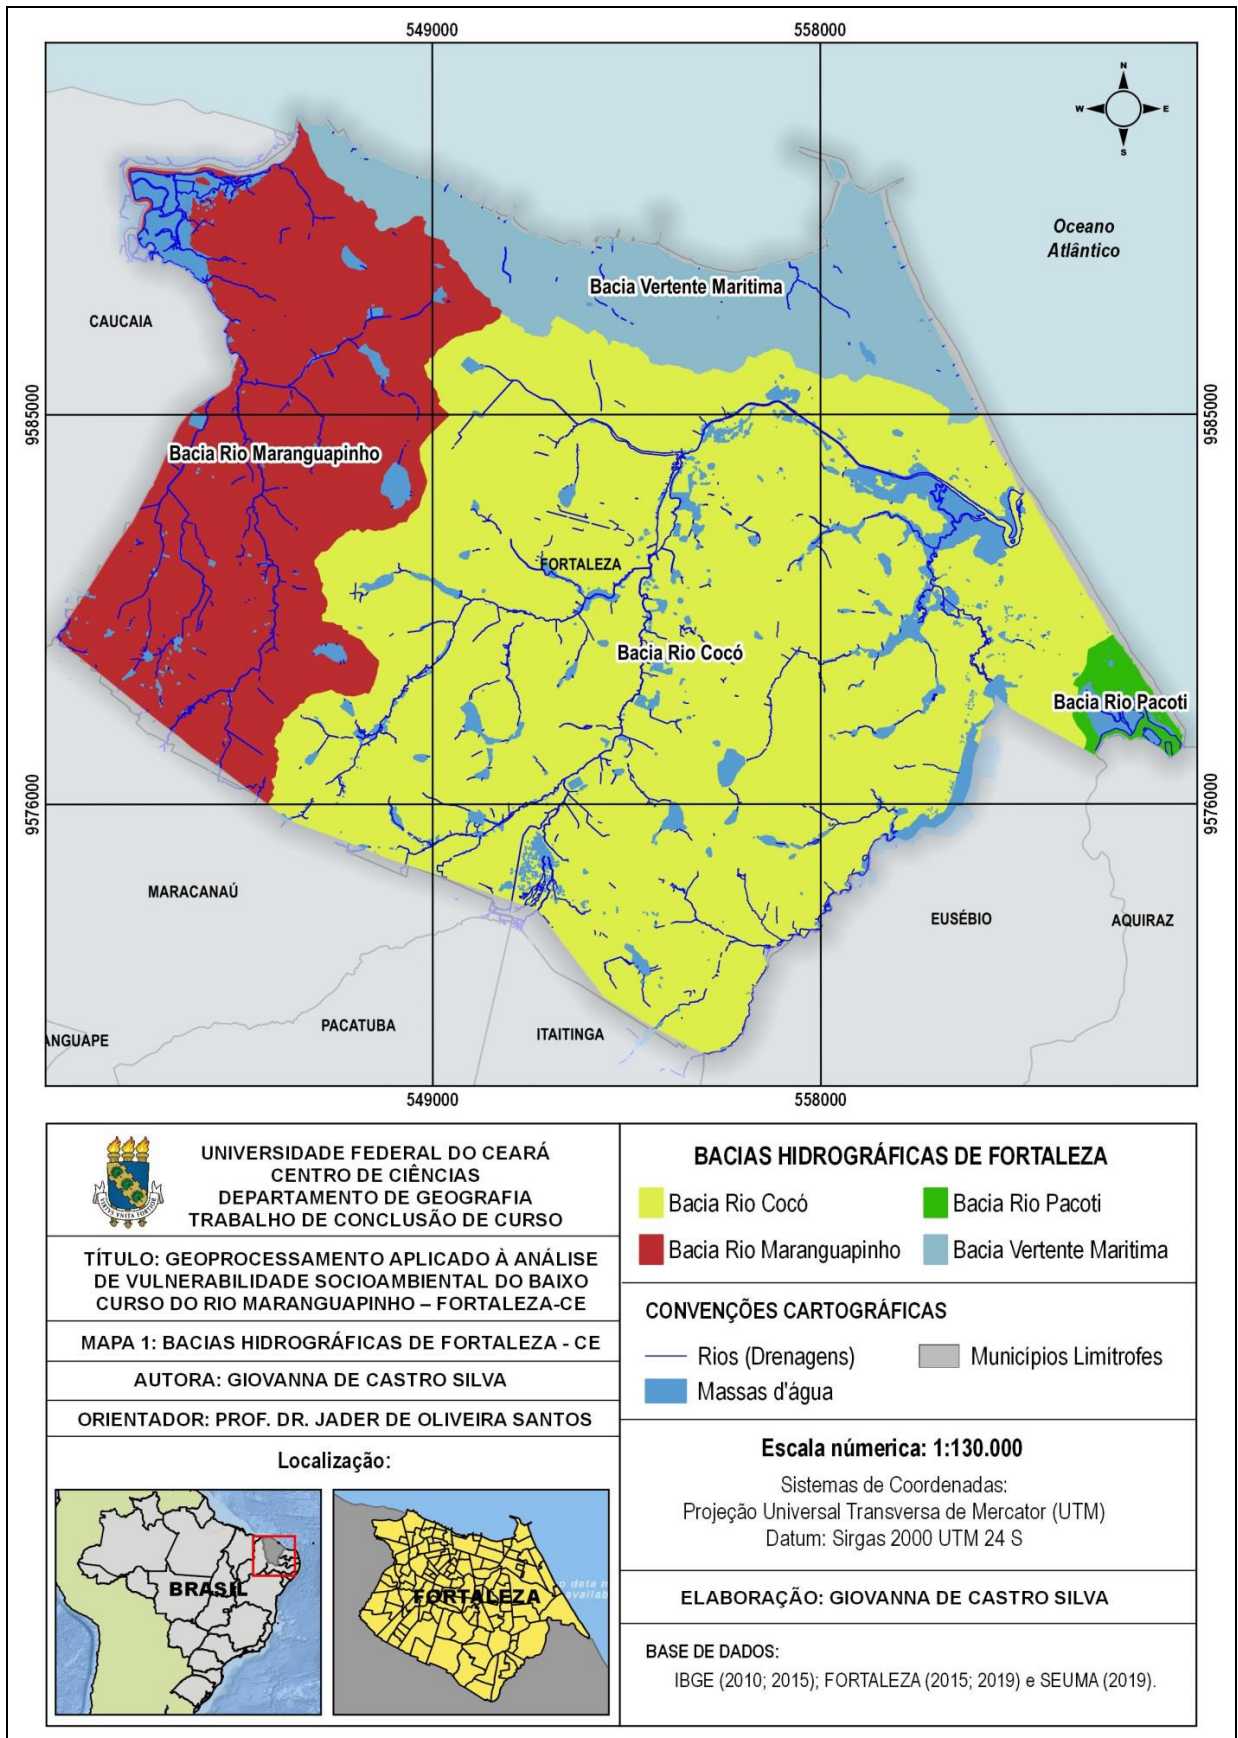 549000
558000
N
W
E
S
Oceano
Atlântico
Bacia Vertente Maritima
CAUCAIA
9585000
9585000
Bacia Rio Maranguapinho
FORTALEZA
Bacia Rio Cocó
Bacia Rio Pacoti
9576000
9576000
MARACANAÚ
EUSÉBIO
AQUIRAZ
PACATUBA
ITAITINGA
ANGUAPE
549000
558000
UNIVERSIDADE FEDERAL DO CEARÁ
CENTRO DE CIÊNCIAS
DEPARTAMENTO DE GEOGRAFIA
TRABALHO DE CONCLUSÃO DE CURSO
TÍTULO: GEOPROCESSAMENTO APLICADO À ANÁLISE
DE VULNERABILIDADE SOCIOAMBIENTAL DO BAIXO
CURSO DO RIO MARANGUAPINHO – FORTALEZA-CE
MAPA 1: BACIAS HIDROGRÁFICAS DE FORTALEZA - CE
AUTORA: GIOVANNA DE CASTRO SILVA
ORIENTADOR: PROF. DR. JADER DE OLIVEIRA SANTOS
Localização:
BRASIL
FORTALEZA
BACIAS HIDROGRÁFICAS DE FORTALEZA
Bacia Rio Cocó
Bacia Rio Pacoti
Bacia Rio Maranguapinho
Bacia Vertente Maritima
CONVENÇÕES CARTOGRÁFICAS
Rios (Drenagens)
Municípios Limítrofes
Massas d'água
Escala númerica: 1:130.000
Sistemas de Coordenadas:
Projeção Universal Transversa de Mercator (UTM)
Datum: Sirgas 2000 UTM 24 S
ELABORAÇÃO: GIOVANNA DE CASTRO SILVA
BASE DE DADOS:
IBGE (2010; 2015); FORTALEZA (2015; 2019) e SEUMA (2019).